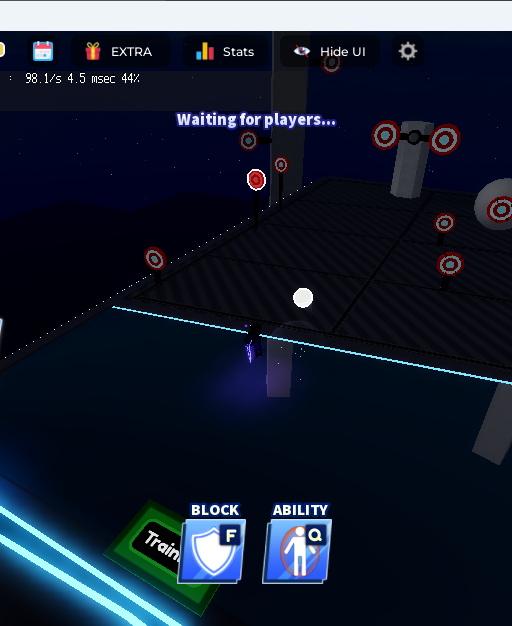 EXTRA
Stats
Hide UI
: 98.1/s 4.5 msec 44%
Waiting for players...
BLOCK
ABILITY
F
Q